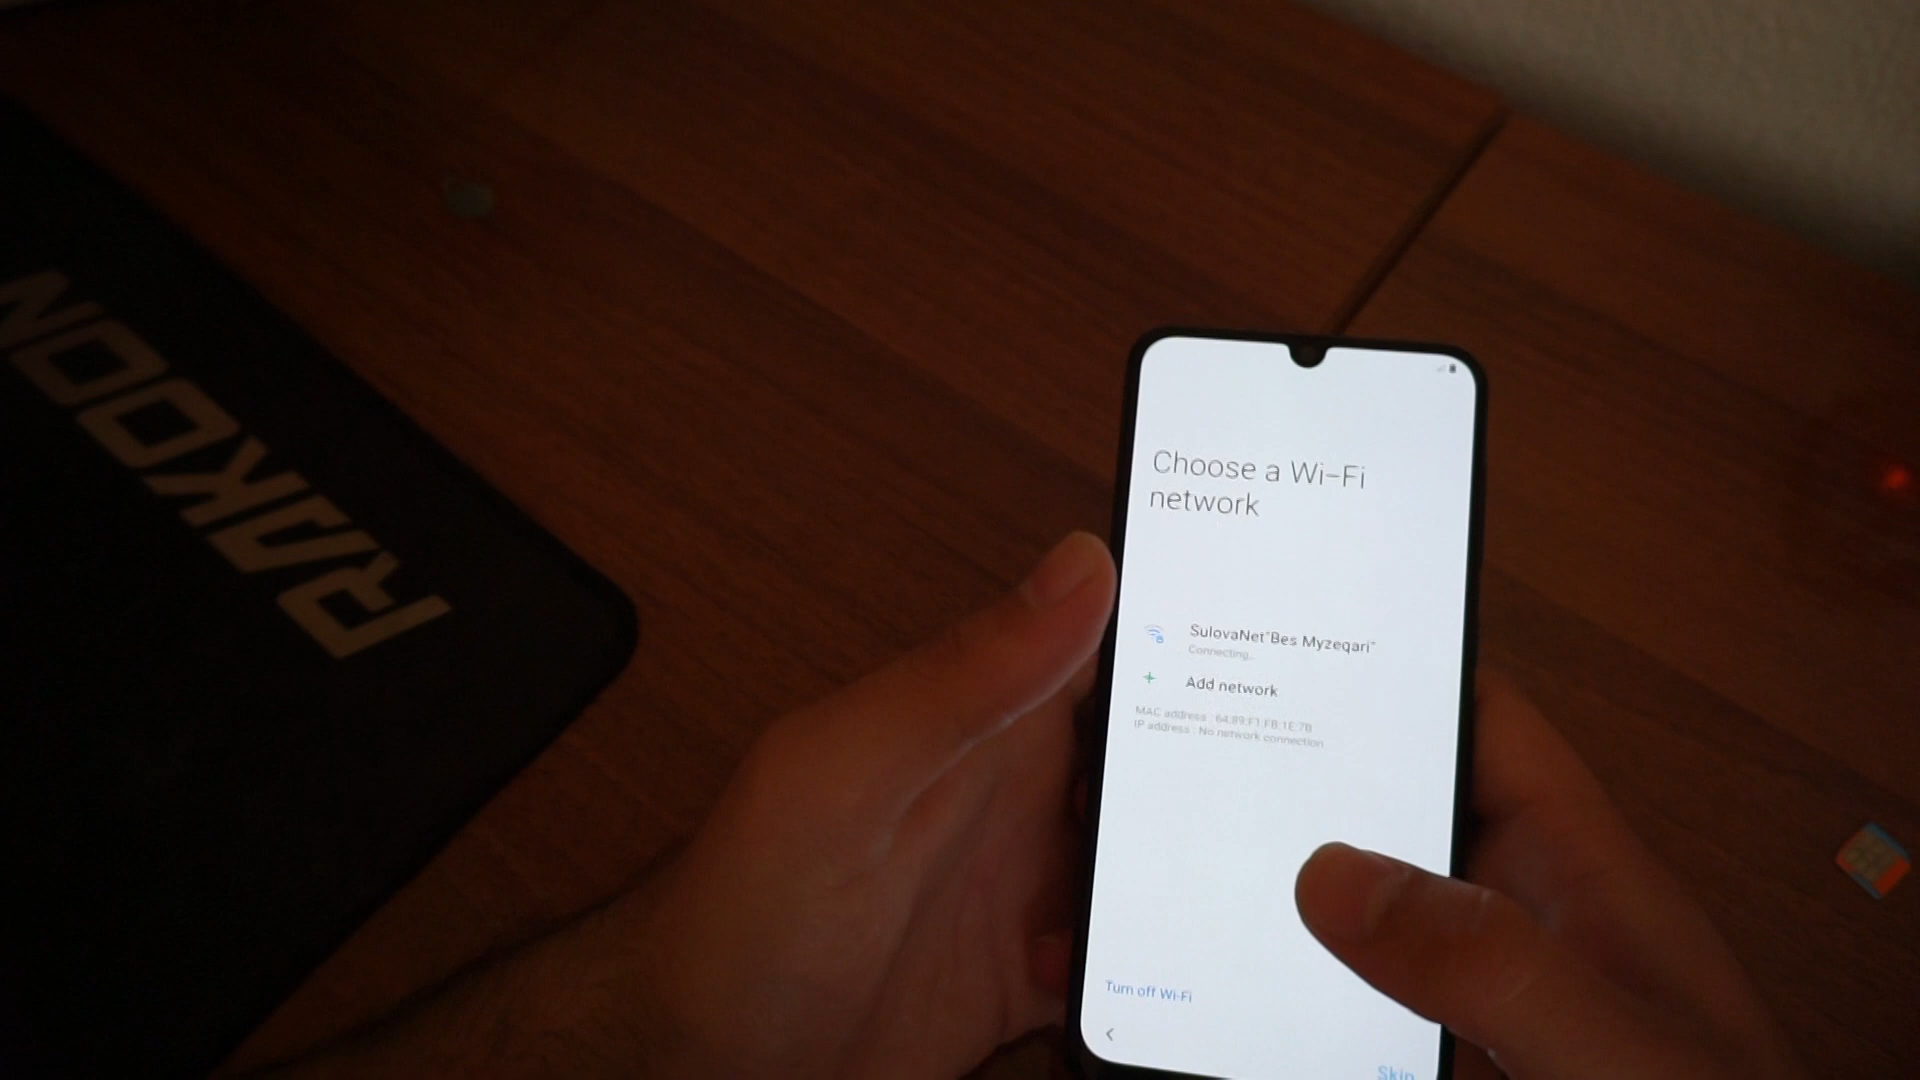 RAKOON
Choose a Wi-Fi
network
SulovaNet"Bes Myzeqari"
Connecting...
Add network
MAC address : 64:89:F1:FB:1E:7B
IP address : No network connection
Turn off Wi-Fi
Skip